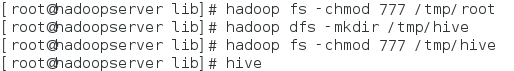 [root@hadoopserver lib]# hadoop fs -chmod 777 /tmp/root
[root@hadoopserver lib]# hadoop dfs -mkdir /tmp/hive
[root@hadoopserver lib]# hadoop fs -chmod 777 /tmp/hive
[root@hadoopserver lib]# hive